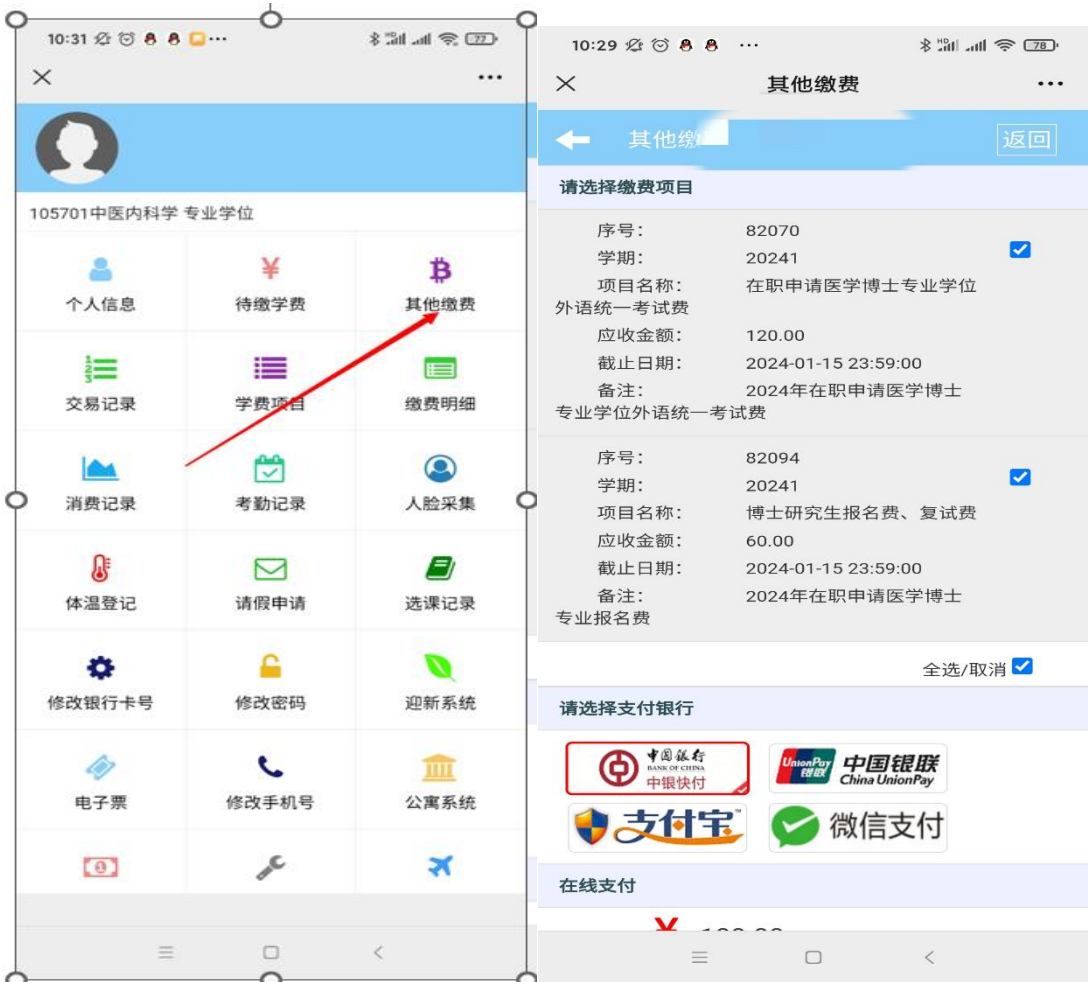 10:31
77
105701中医内科学 专业学位
个人信息
待缴学费
其他缴费
交易记录
学费项目
缴费明细
消费记录
考勤记录
人脸采集
体温登记
请假申请
选课记录
修改银行卡号
修改密码
迎新系统
电子票
修改手机号
公寓系统
10:29
78
其他缴费
其他缴
返回
请选择缴费项目
序号: 82070
学期: 20241
项目名称: 在职申请医学博士专业学位
外语统一考试费
应收金额: 120.00
截止日期: 2024-01-15 23:59:00
备注: 2024年在职申请医学博士
专业学位外语统一考试费
序号: 82094
学期: 20241
项目名称: 博士研究生报名费、复试费
应收金额: 60.00
截止日期: 2024-01-15 23:59:00
备注: 2024年在职申请医学博士
专业报名费
全选/取消
请选择支付银行
中国银行
BANK OF CHINA
中银快付
UnionPay
银联
中国银联
China UnionPay
支付宝
微信支付
在线支付